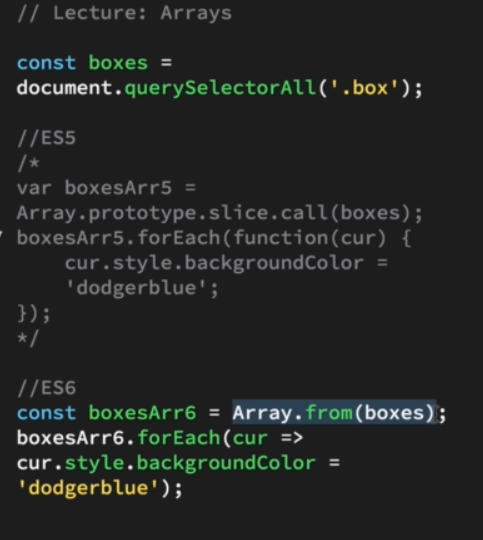 // Lecture: Arrays
const boxes =
document.querySelectorAll('.box');
//ES5
/*
var boxesArr5 =
Array.prototype.slice.call(boxes);
boxesArr5.forEach(function(cur) {
    cur.style.backgroundColor =
    'dodgerblue';
});
*/
//ES6
const boxesArr6 = Array.from(boxes);
boxesArr6.forEach(cur =>
cur.style.backgroundColor =
'dodgerblue');